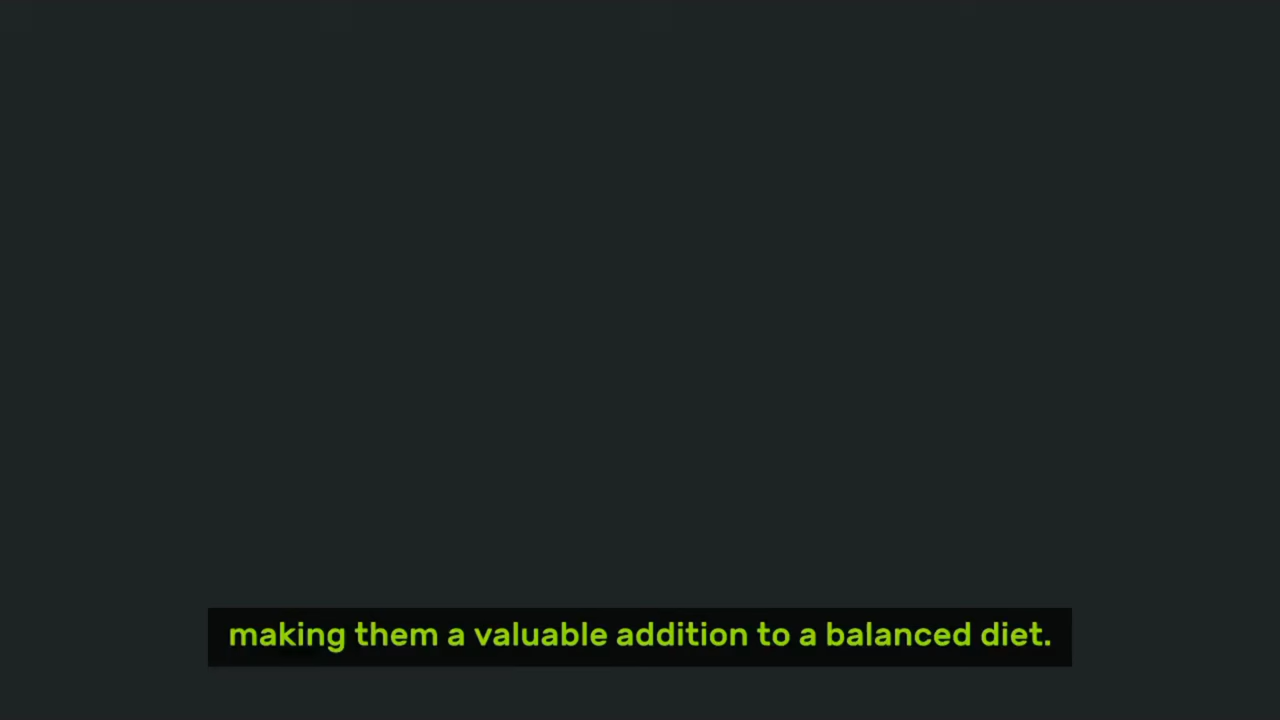 making them a valuable addition to a balanced diet.